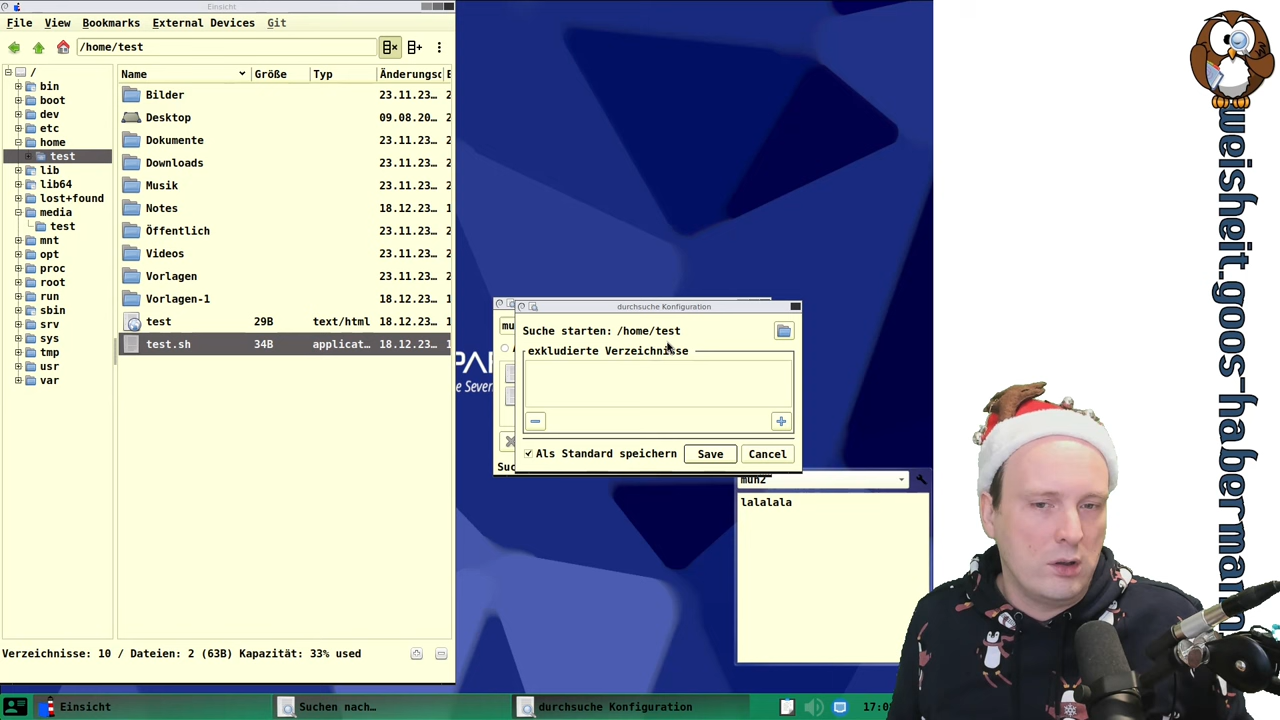 Einsicht
File View Bookmarks External Devices Git
/home/test
/
bin
boot
dev
etc
home
test
lib
lib64
lost+found
media
test
mnt
opt
proc
root
run
sbin
srv
sys
tmp
usr
var
Name Größe Typ
Bilder 23.11.23…
Desktop 09.08.20…
Dokumente 23.11.23…
Downloads 23.11.23…
Musik 23.11.23…
Notes 18.12.23…
Öffentlich 23.11.23…
Videos 23.11.23…
Vorlagen 23.11.23…
Vorlagen-1 18.12.23…
test 29B text/html 18.12.23…
test.sh 34B applicat… 18.12.23…
Verzeichnisse: 10 / Dateien: 2 (63B) Kapazität: 33% used
durchsuche Konfiguration
Suche starten: /home/test
exkludierte Verzeichnisse
Als Standard speichern Save Cancel
muh2
lalalala
Einsicht Suchen nach… durchsuche Konfiguration
weisheit.goos-habermann